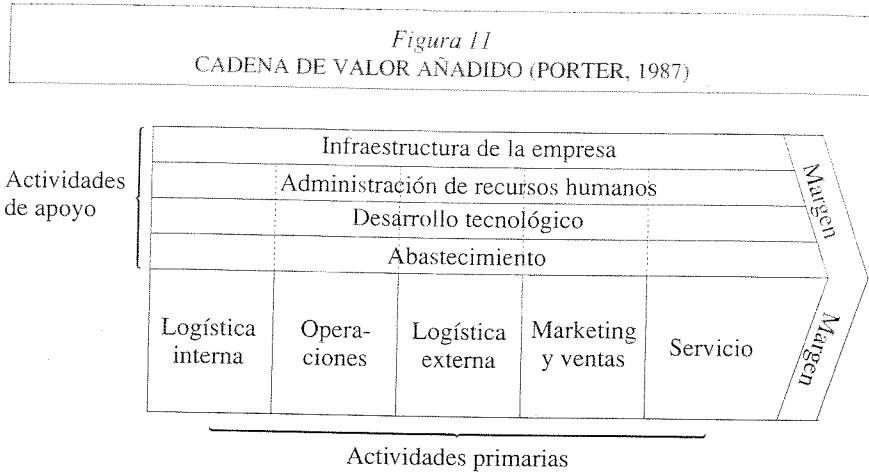 Figura 11
CADENA DE VALOR AÑADIDO (PORTER, 1987)
Actividades
de apoyo
Infraestructura de la empresa
Administración de recursos humanos
Desarrollo tecnológico
Abastecimiento
Margen
Logística
interna
Opera-
ciones
Logística
externa
Marketing
y ventas
Servicio
Margen
Actividades primarias